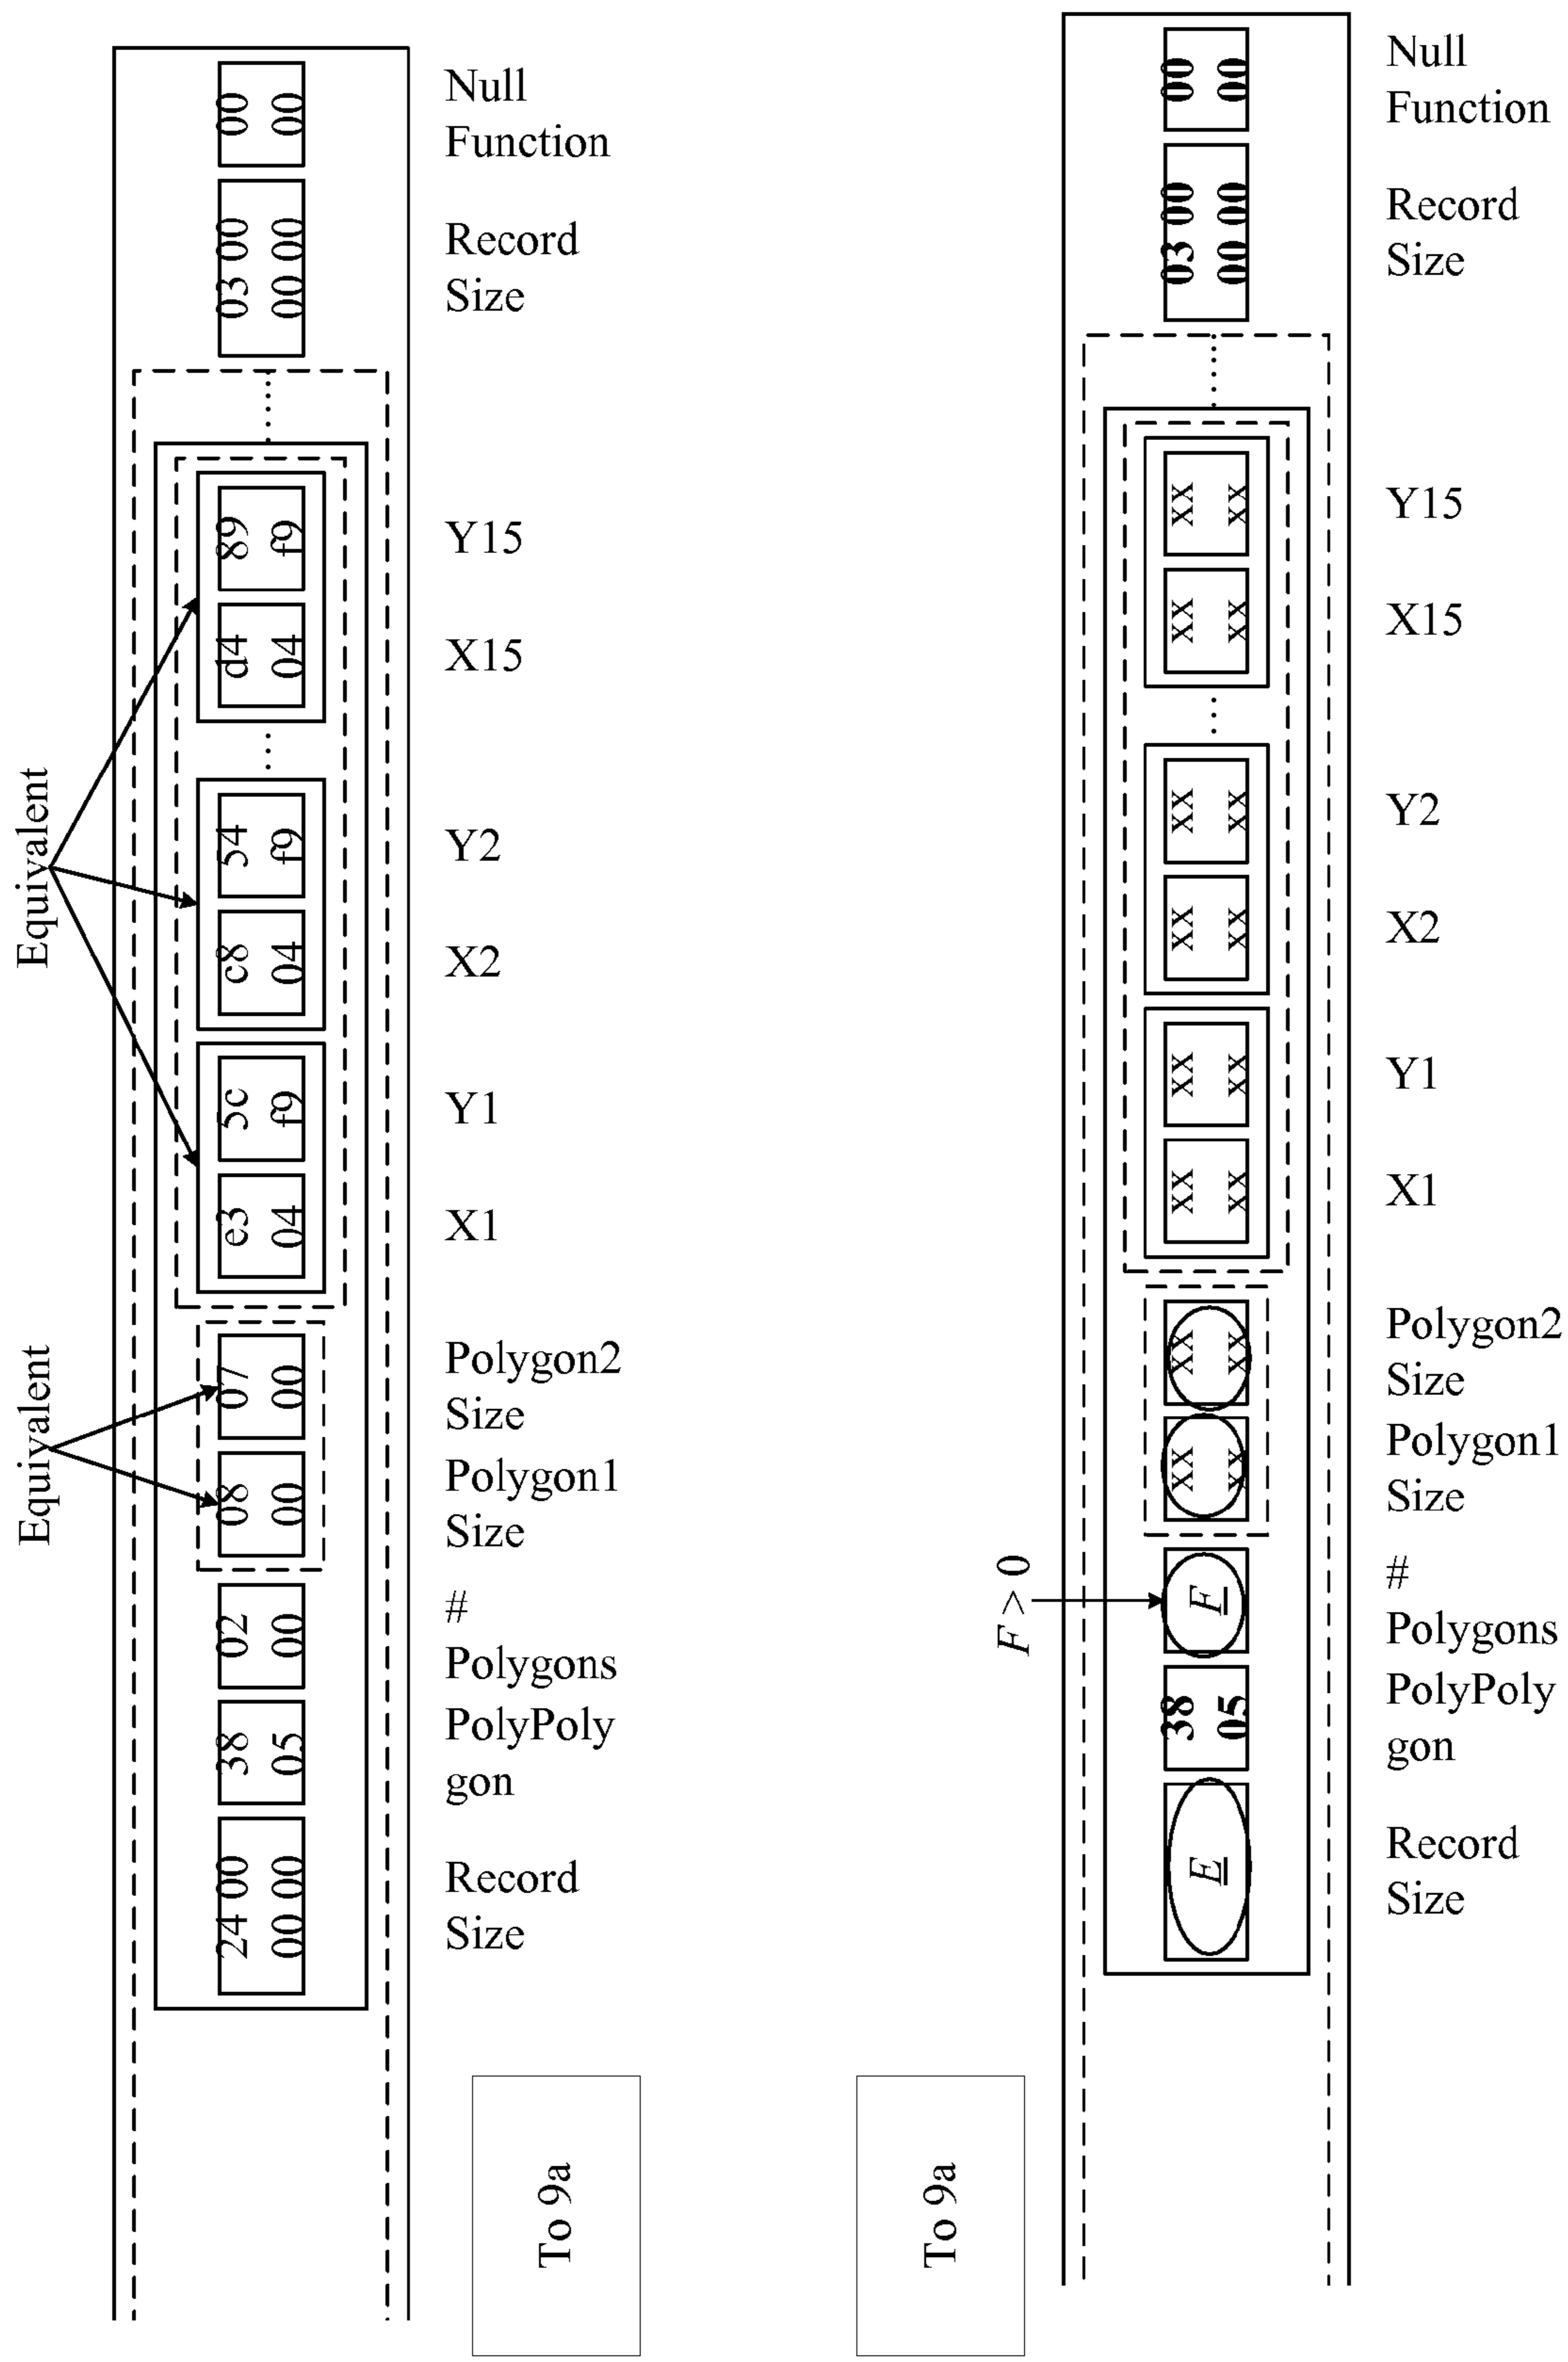 00
00
Null
Function
03 00
00 00
Record
Size
89
f9
Y15
d4
04
X15
Equivalent
54
f9
Y2
c8
04
X2
5c
f9
Y1
e3
04
X1
Equivalent
07
00
Polygon2
Size
08
00
Polygon1
Size
02
00
#
Polygons
38
05
PolyPoly
gon
24 00
00 00
Record
Size
To 9a
00
00
Null
Function
03 00
00 00
Record
Size
xx
xx
Y15
xx
xx
X15
xx
xx
Y2
xx
xx
X2
xx
xx
Y1
xx
xx
X1
xx
xx
Polygon2
Size
xx
xx
Polygon1
Size
F > 0
F
#
Polygons
38
05
PolyPoly
gon
E
Record
Size
To 9a